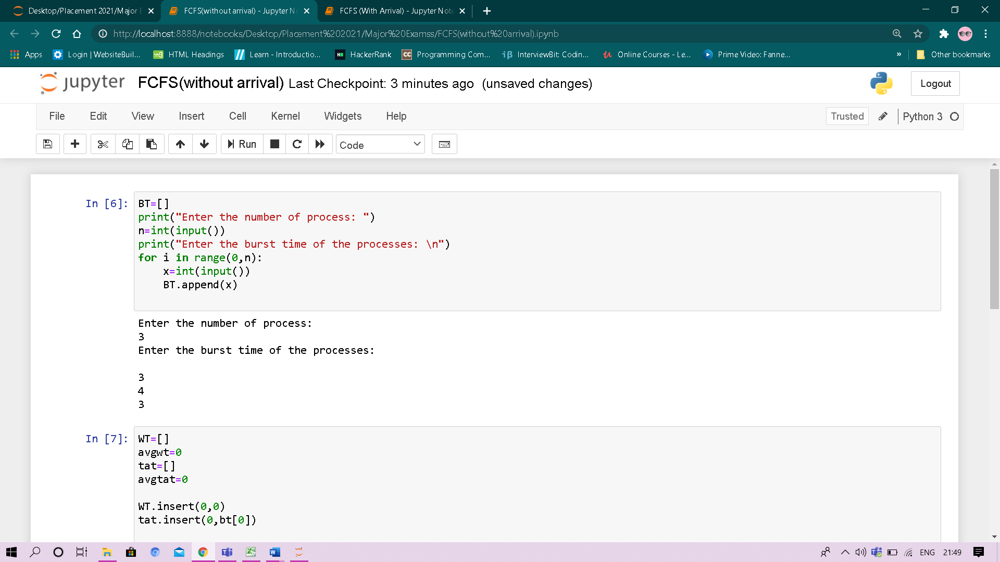 Desktop/Placement 2021/Major E
FCFS(without arrival) - Jupyter N
FCFS (With Arrival) - Jupyter Note
http://localhost:8888/notebooks/Desktop/Placement%202021/Major%20Examss/FCFS(without%20arrival).ipynb
Apps
Login | WebsiteBuil...
HTML Headings
Learn - Introductio...
HackerRank
Programming Com...
InterviewBit: Codin...
Online Courses - Le...
Prime Video: Fanne...
»
Other bookmarks
jupyter FCFS(without arrival) Last Checkpoint: 3 minutes ago (unsaved changes)
Logout
File Edit View Insert Cell Kernel Widgets Help
Trusted
Python 3
Run
Code
In [6]:
BT=[]
print("Enter the number of process: ")
n=int(input())
print("Enter the burst time of the processes: \n")
for i in range(0,n):
    x=int(input())
    BT.append(x)
Enter the number of process:
3
Enter the burst time of the processes:
3
4
3
In [7]:
WT=[]
avgwt=0
tat=[]
avgtat=0
WT.insert(0,0)
tat.insert(0,bt[0])
ENG
21:49